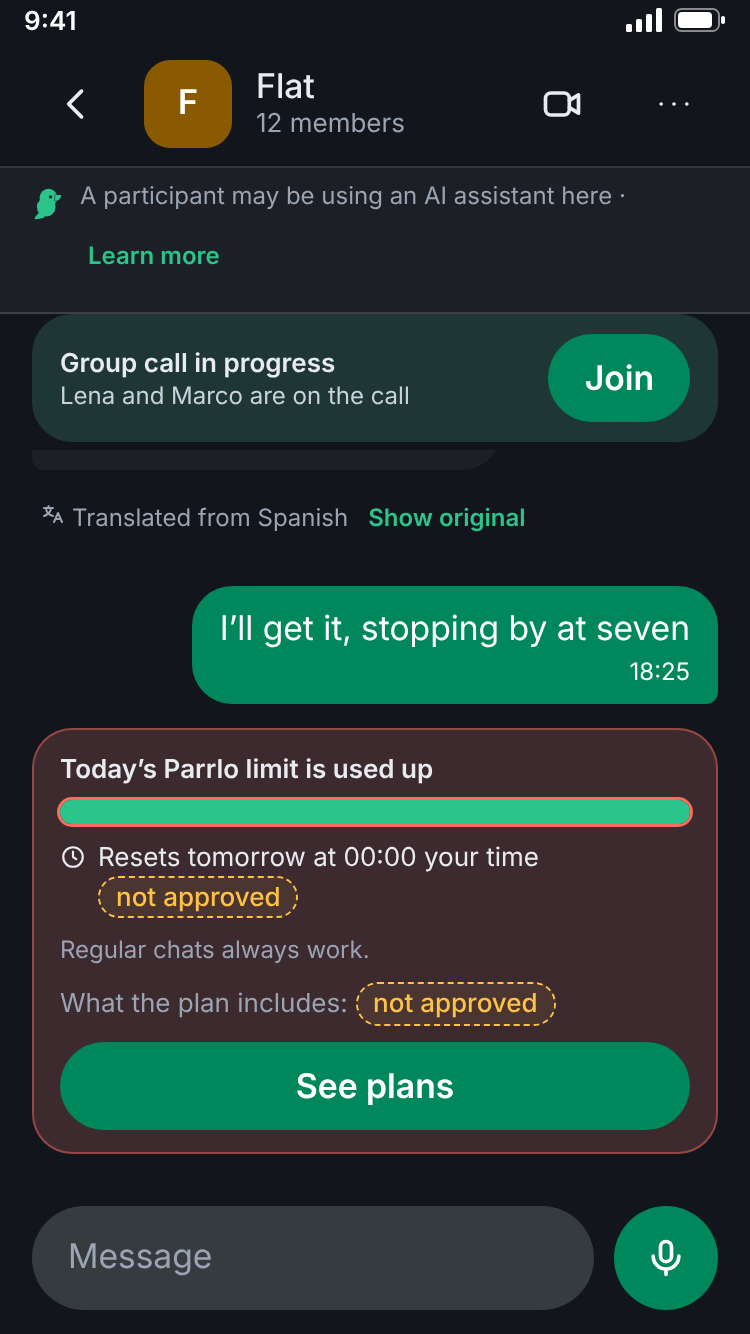 9:41
F
Flat
12 members
...
A participant may be using an AI assistant here ·
Learn more
Group call in progress
Lena and Marco are on the call
Join
Translated from Spanish Show original
I’ll get it, stopping by at seven
18:25
Today’s Parrlo limit is used up
Resets tomorrow at 00:00 your time
not approved
Regular chats always work.
What the plan includes: not approved
See plans
Message